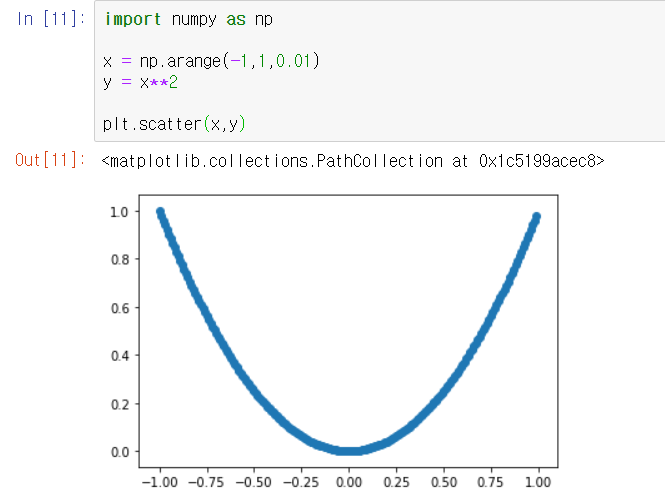 In [11]: import numpy as np
x = np.arange(-1,1,0.01)
y = x**2
plt.scatter(x,y)
Out[11]: <matplotlib.collections.PathCollection at 0x1c5199acec8>
1.0
0.8
0.6
0.4
0.2
0.0
−1.00 −0.75 −0.50 −0.25 0.00 0.25 0.50 0.75 1.00